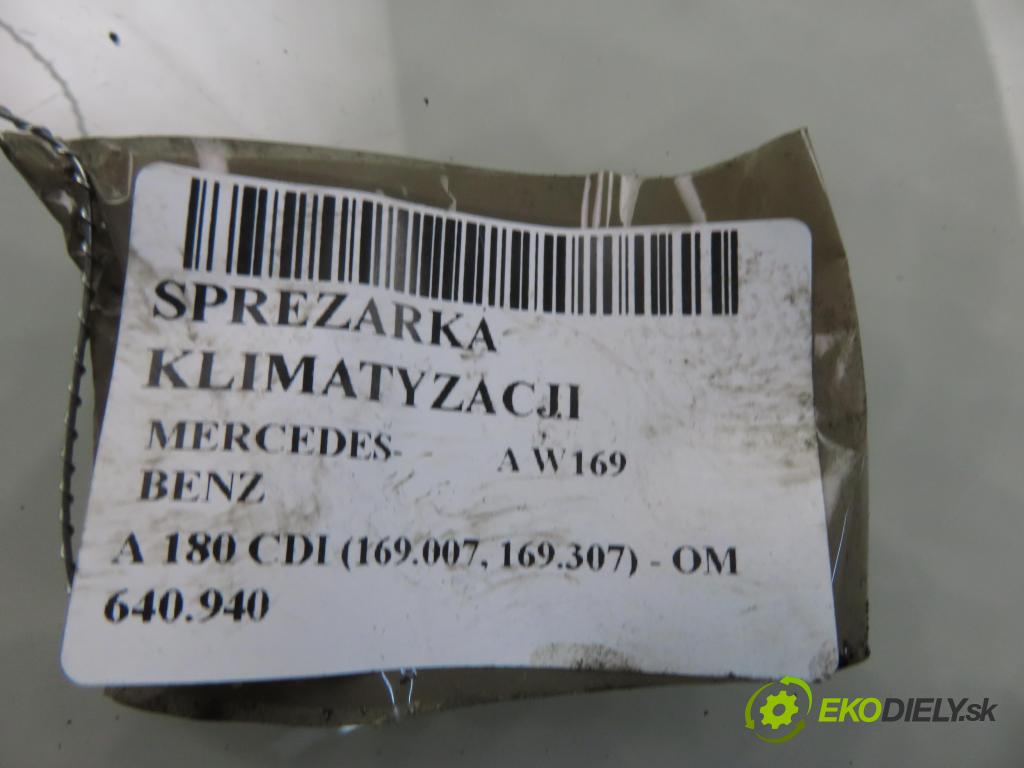 SPREZARKA
KLIMATYZACJI
MERCEDES- A W169
BENZ
A 180 CDI (169.007, 169.307) - OM
640.940
EKODIELY.sk